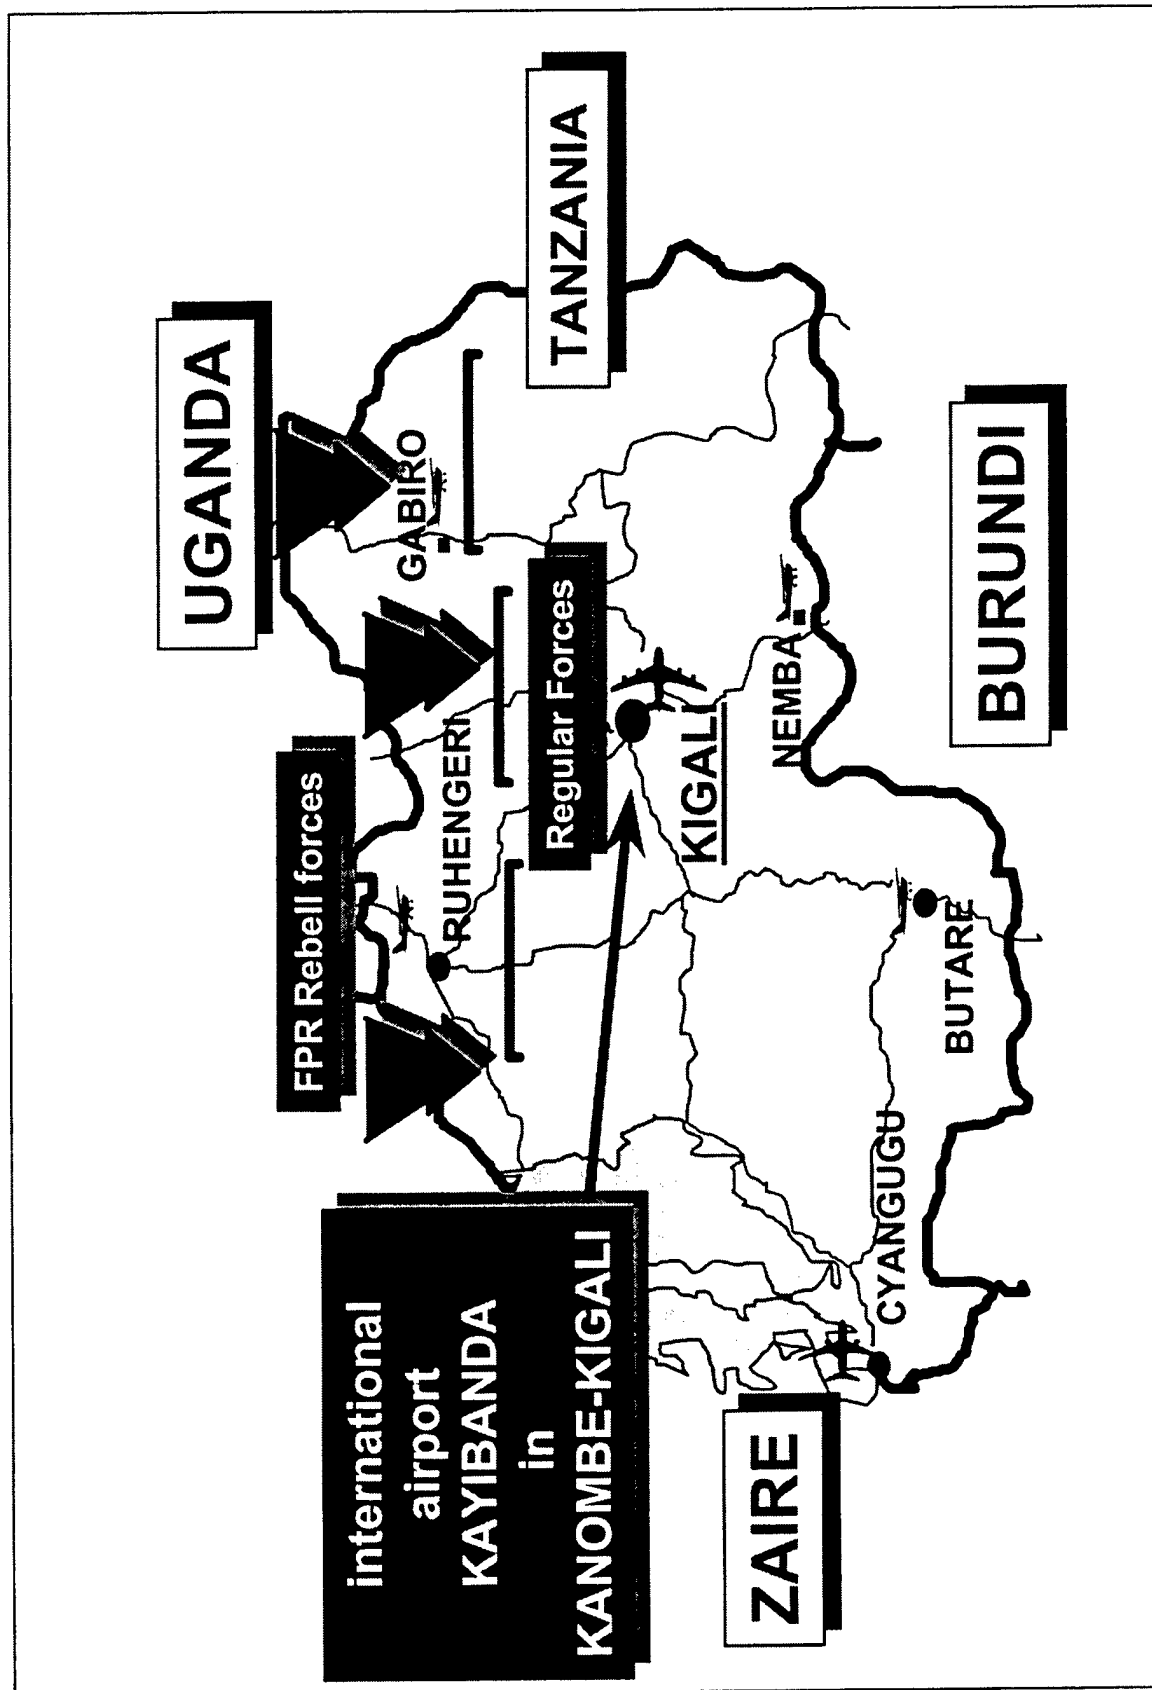 UGANDA
FPR Rebell forces
GABIRO
TANZANIA
RUHENGERI
Regular Forces
international
airport
KAYIBANDA
in
KANOMBE-KIGALI
KIGALI
NEMBA
ZAIRE
CYANGUGU
BUTARE
BURUNDI